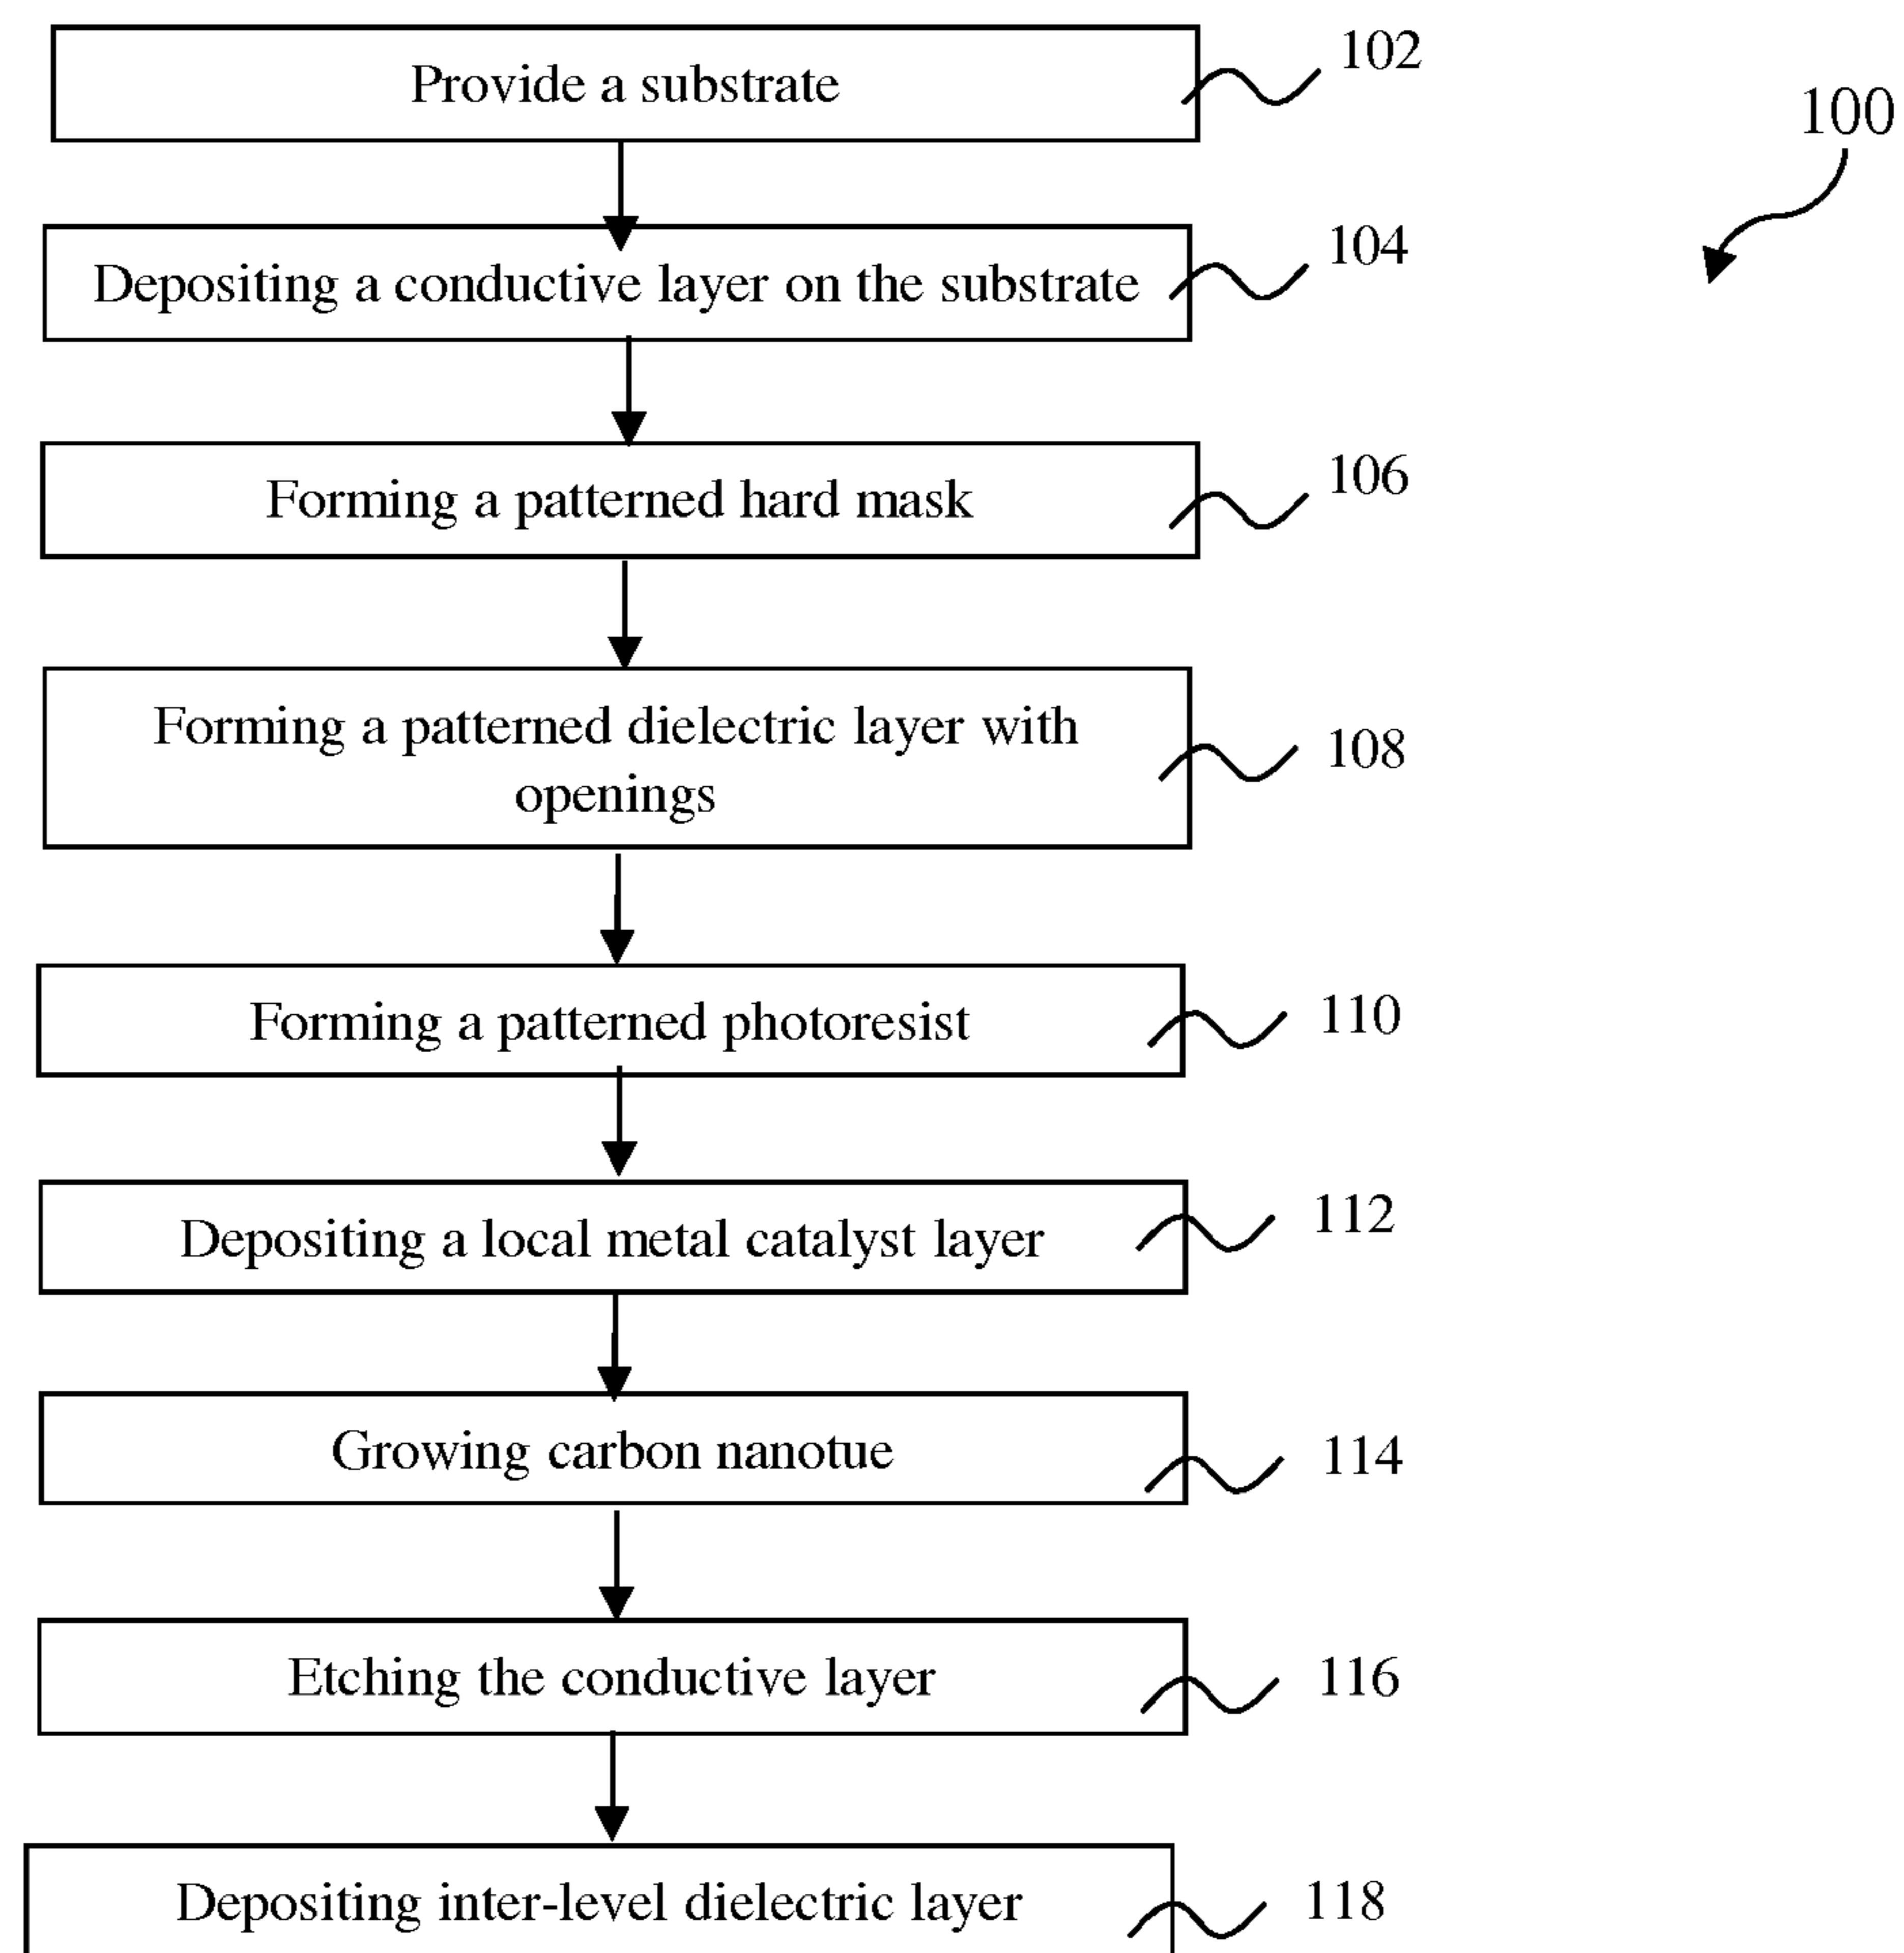 Provide a substrate
102
100
Depositing a conductive layer on the substrate
104
Forming a patterned hard mask
106
Forming a patterned dielectric layer with
openings
108
Forming a patterned photoresist
110
Depositing a local metal catalyst layer
112
Growing carbon nanotue
114
Etching the conductive layer
116
Depositing inter-level dielectric layer
118